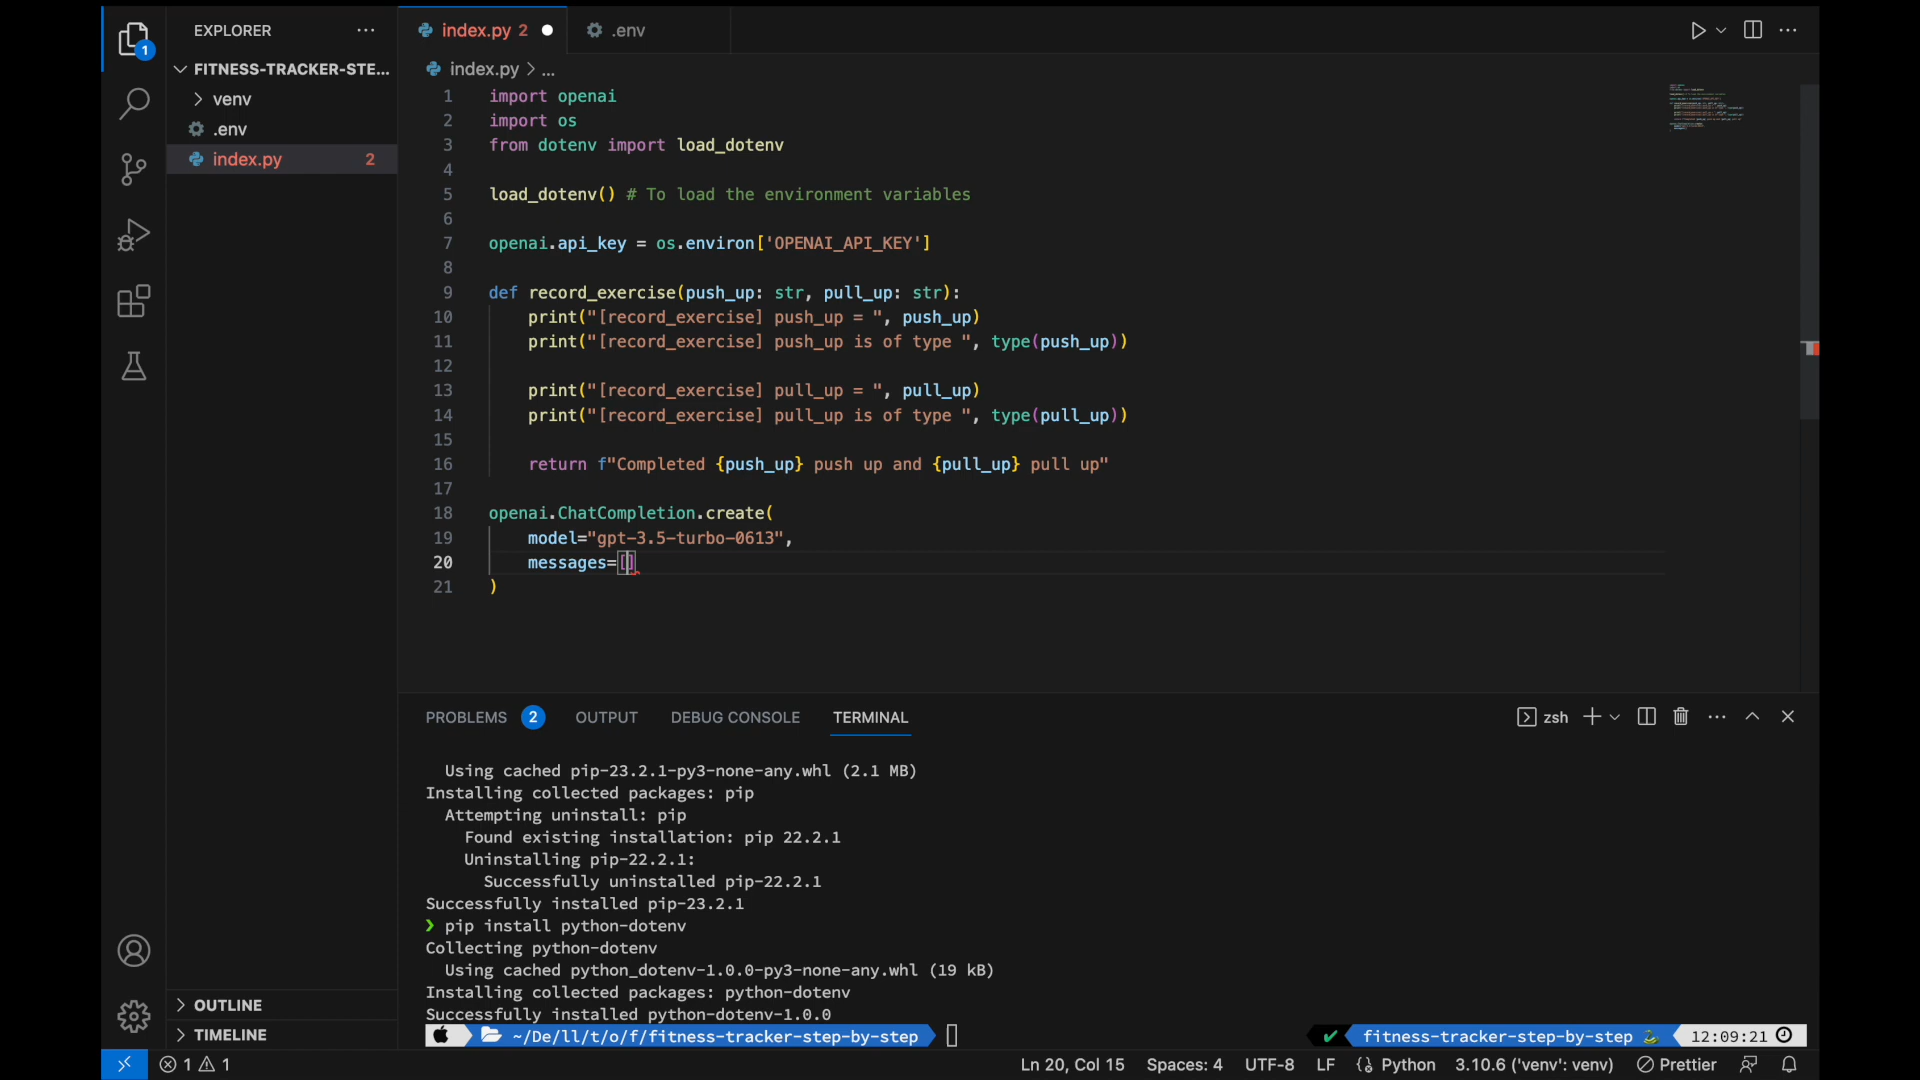 EXPLORER
index.py 2
.env
FITNESS-TRACKER-STE...
venv
.env
index.py 2
index.py > ...
1 import openai
2 import os
3 from dotenv import load_dotenv
4
5 load_dotenv() # To load the environment variables
6
7 openai.api_key = os.environ['OPENAI_API_KEY']
8
9 def record_exercise(push_up: str, pull_up: str):
10 print("[record_exercise] push_up = ", push_up)
11 print("[record_exercise] push_up is of type ", type(push_up))
12
13 print("[record_exercise] pull_up = ", pull_up)
14 print("[record_exercise] pull_up is of type ", type(pull_up))
15
16 return f"Completed {push_up} push up and {pull_up} pull up"
17
18 openai.ChatCompletion.create(
19 model="gpt-3.5-turbo-0613",
20 messages=[]
21 )
1
OUTLINE
TIMELINE
PROBLEMS 2 OUTPUT DEBUG CONSOLE TERMINAL
zsh
Using cached pip-23.2.1-py3-none-any.whl (2.1 MB)
Installing collected packages: pip
Attempting uninstall: pip
Found existing installation: pip 22.2.1
Uninstalling pip-22.2.1:
Successfully uninstalled pip-22.2.1
Successfully installed pip-23.2.1
❯ pip install python-dotenv
Collecting python-dotenv
Using cached python_dotenv-1.0.0-py3-none-any.whl (19 kB)
Installing collected packages: python-dotenv
Successfully installed python-dotenv-1.0.0
~/De/ll/t/o/f/fitness-tracker-step-by-step
fitness-tracker-step-by-step 12:09:21
1 1
Ln 20, Col 15 Spaces: 4 UTF-8 LF Python 3.10.6 ('venv': venv) Prettier